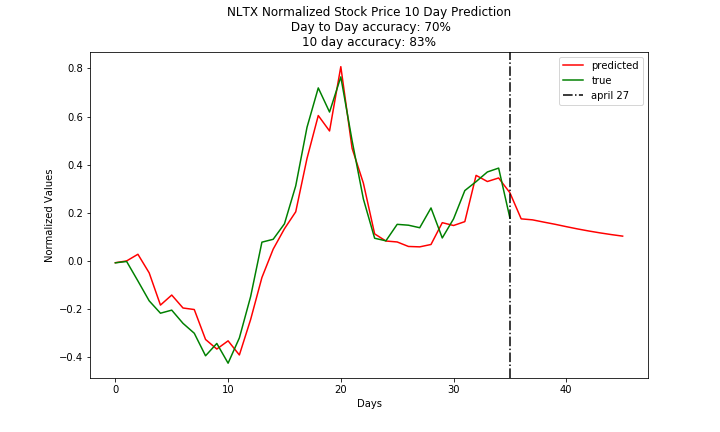 NLTX Normalized Stock Price 10 Day Prediction
Day to Day accuracy: 70%
10 day accuracy: 83%
predicted
true
april 27
0.8
0.6
0.4
0.2
0.0
−0.2
−0.4
Normalized Values
0 10 20 30 40
Days